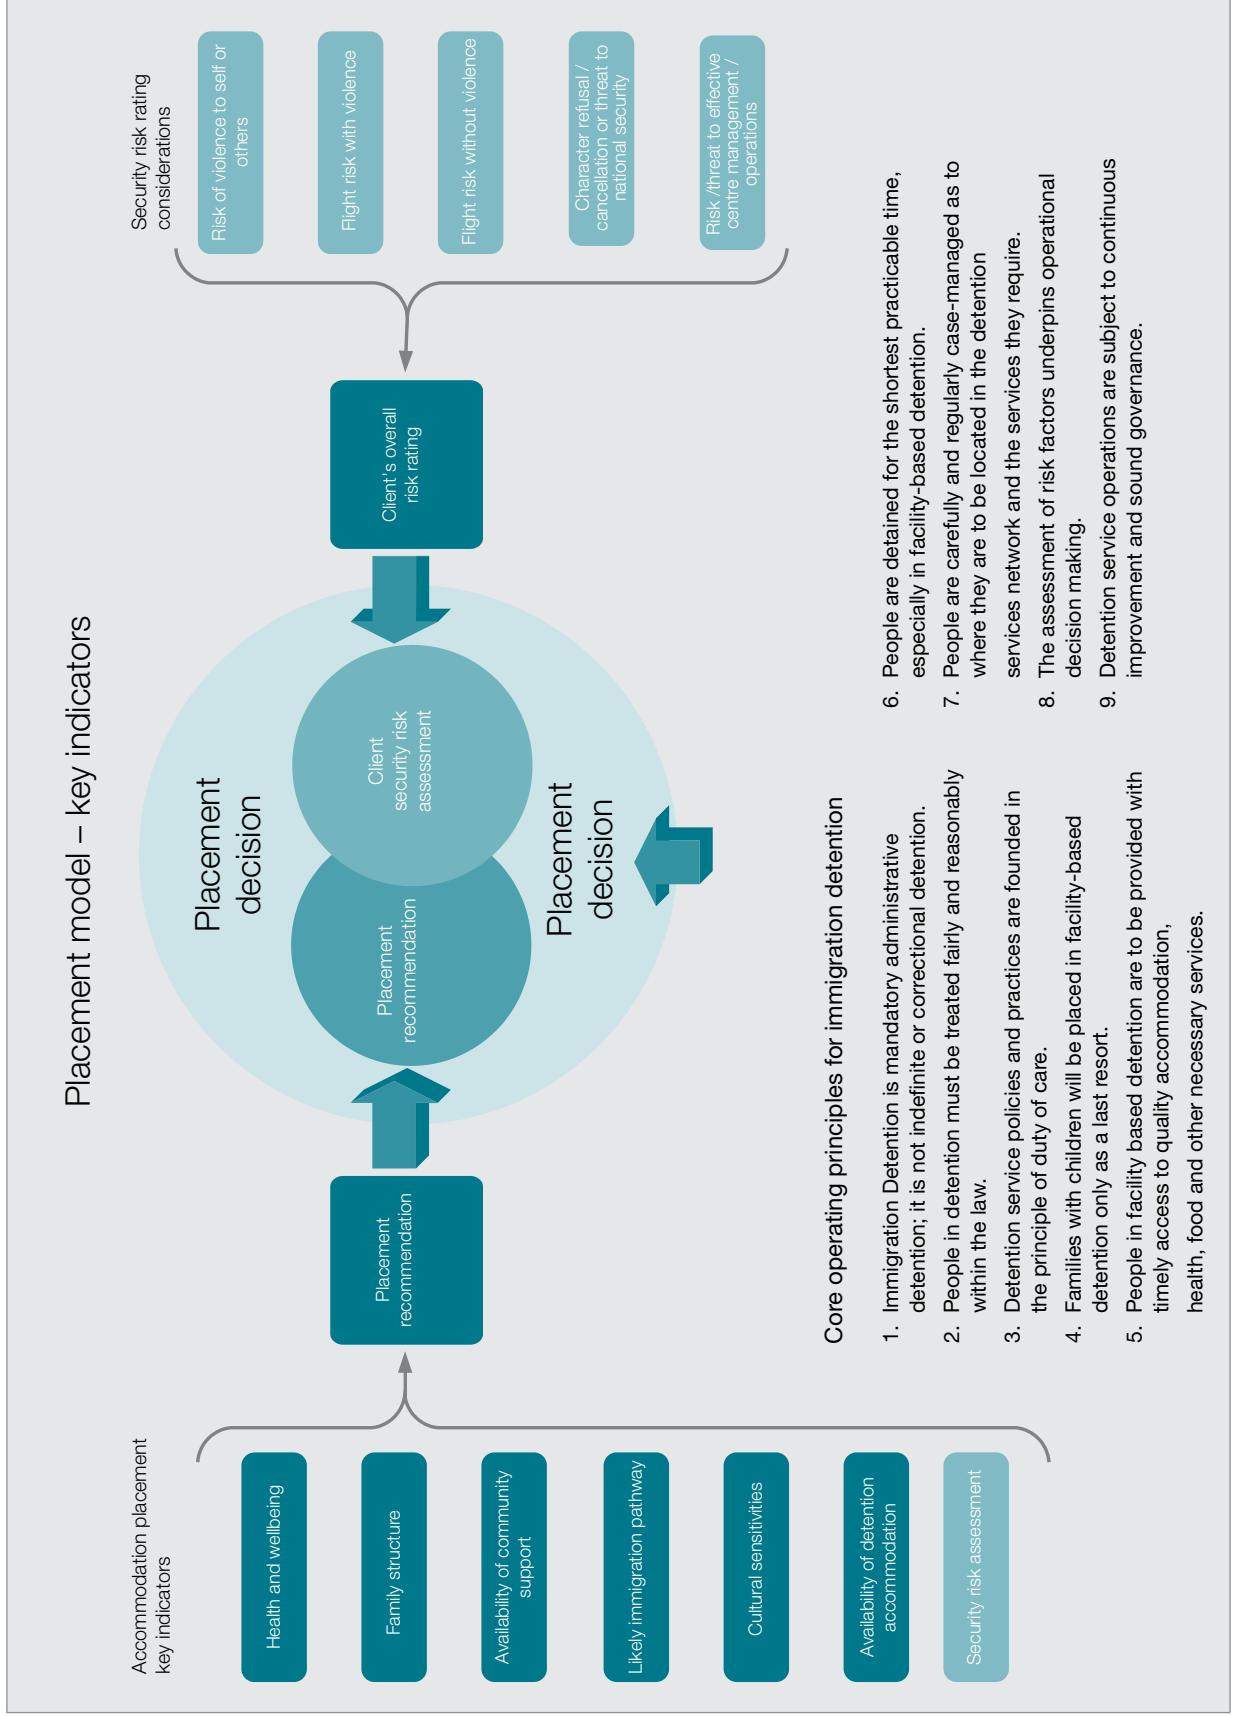 Placement model – key indicators
Accommodation placement
key indicators
Health and wellbeing
Family structure
Availability of community
support
Likely immigration pathway
Cultural sensitivities
Availability of detention
accommodation
Security risk assessment
Placement
recommendation
Placement
decision
Placement
recommendation
Client
security risk
assessment
Placement
decision
Client's overall
risk rating
Security risk rating
considerations
Risk of violence to self or
others
Flight risk with violence
Flight risk without violence
Character refusal /
cancellation or threat to
national security
Risk /threat to effective
centre management /
operations
Core operating principles for immigration detention
1. Immigration Detention is mandatory administrative
detention; it is not indefinite or correctional detention.
2. People in detention must be treated fairly and reasonably
within the law.
3. Detention service policies and practices are founded in
the principle of duty of care.
4. Families with children will be placed in facility-based
detention only as a last resort.
5. People in facility based detention are to be provided with
timely access to quality accommodation,
health, food and other necessary services.
6. People are detained for the shortest practicable time,
especially in facility-based detention.
7. People are carefully and regularly case-managed as to
where they are to be located in the detention
services network and the services they require.
8. The assessment of risk factors underpins operational
decision making.
9. Detention service operations are subject to continuous
improvement and sound governance.